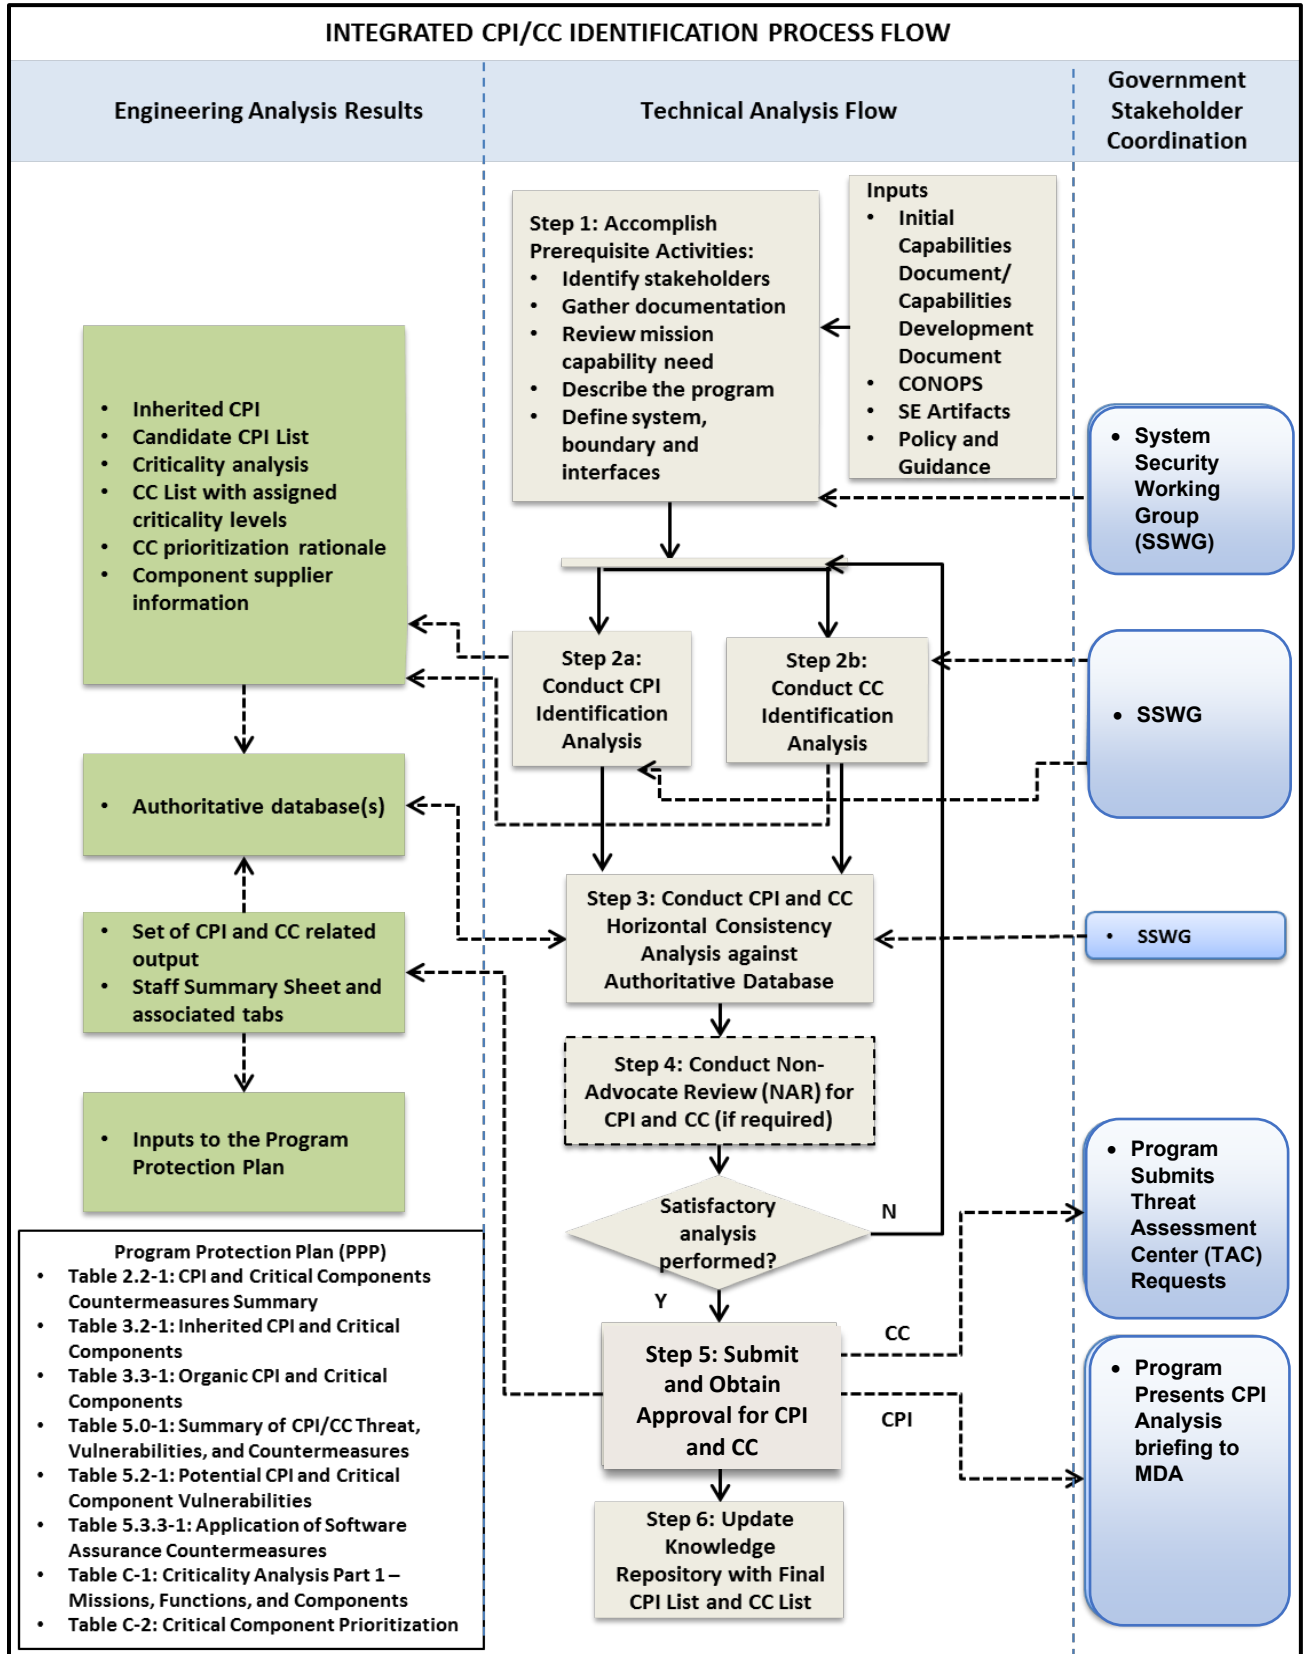 INTEGRATED CPI/CC IDENTIFICATION PROCESS FLOW
Engineering Analysis Results
Technical Analysis Flow
Government
Stakeholder
Coordination
Step 1: Accomplish
Prerequisite Activities:
• Identify stakeholders
• Gather documentation
• Review mission
capability need
• Describe the program
• Define system,
boundary and
interfaces
Inputs
• Initial
Capabilities
Document/
Capabilities
Development
Document
• CONOPS
• SE Artifacts
• Policy and
Guidance
• System
Security
Working
Group
(SSWG)
• Inherited CPI
• Candidate CPI List
• Criticality analysis
• CC List with assigned
criticality levels
• CC prioritization rationale
• Component supplier
information
Step 2a:
Conduct CPI
Identification
Analysis
Step 2b:
Conduct CC
Identification
Analysis
• SSWG
• Authoritative database(s)
Step 3: Conduct CPI and CC
Horizontal Consistency
Analysis against
Authoritative Database
• SSWG
• Set of CPI and CC related
output
• Staff Summary Sheet and
associated tabs
Step 4: Conduct Non-
Advocate Review (NAR) for
CPI and CC (if required)
• Inputs to the Program
Protection Plan
Satisfactory
analysis
performed?
N
Y
• Program
Submits
Threat
Assessment
Center (TAC)
Requests
Step 5: Submit
and Obtain
Approval for CPI
and CC
CC
CPI
• Program
Presents CPI
Analysis
briefing to
MDA
Step 6: Update
Knowledge
Repository with Final
CPI List and CC List
Program Protection Plan (PPP)
• Table 2.2-1: CPI and Critical Components
Countermeasures Summary
• Table 3.2-1: Inherited CPI and Critical
Components
• Table 3.3-1: Organic CPI and Critical
Components
• Table 5.0-1: Summary of CPI/CC Threat,
Vulnerabilities, and Countermeasures
• Table 5.2-1: Potential CPI and Critical
Component Vulnerabilities
• Table 5.3.3-1: Application of Software
Assurance Countermeasures
• Table C-1: Criticality Analysis Part 1 –
Missions, Functions, and Components
• Table C-2: Critical Component Prioritization